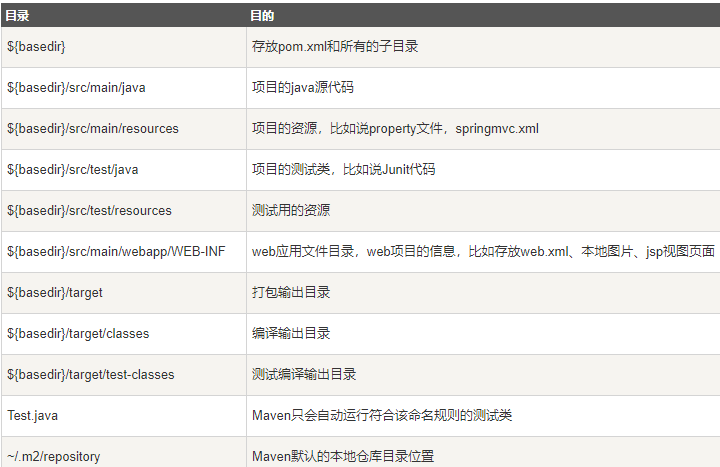 目录 目的
${basedir} 存放pom.xml和所有的子目录
${basedir}/src/main/java 项目的java源代码
${basedir}/src/main/resources 项目的资源，比如说property文件，springmvc.xml
${basedir}/src/test/java 项目的测试类，比如说Junit代码
${basedir}/src/test/resources 测试用的资源
${basedir}/src/main/webapp/WEB-INF web应用文件目录，web项目的信息，比如存放web.xml、本地图片、jsp视图页面
${basedir}/target 打包输出目录
${basedir}/target/classes 编译输出目录
${basedir}/target/test-classes 测试编译输出目录
Test.java Maven只会自动运行符合该命名规则的测试类
~/.m2/repository Maven默认的本地仓库目录位置